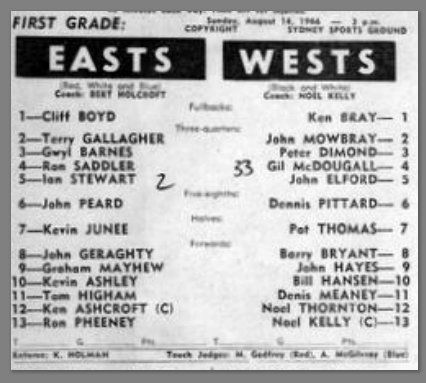 FIRST GRADE:
Sunday, August 14, 1966 — 3 p.m.
COPYRIGHT SYDNEY SPORTS GROUND
EASTS WESTS
(Red, White and Blue) (Black and White)
Coach: BERT HOLCROFT Coach: NOEL KELLY
Fullbacks:
1—Cliff BOYD Ken BRAY— 1
Three-quarters:
2—Terry GALLAGHER John MOWBRAY— 2
3—Gwyl BARNES Peter DIMOND— 3
4—Ron SADDLER 33 Gil McDOUGALL— 4
5—Ian STEWART 2 John ELFORD— 5
Five-eighths:
6—John PEARD Dennis PITTARD— 6
Halves:
7—Kevin JUNEE Pat THOMAS— 7
Forwards:
8—John GERAGHTY Barry BRYANT— 8
9—Graham MAYHEW John HAYES— 9
10—Kevin ASHLEY Bill HANSEN—10
11—Tom HIGHAM Denis MEANEY—11
12—Ken ASHCROFT (C) Noel THORNTON—12
13—Ron PHEENEY Noel KELLY (C)—13
T. G. Pts. T. G. Pts.
Referee: K. HOLMAN Touch Judges: M. Godfrey (Red), A. McGilvray (Blue)